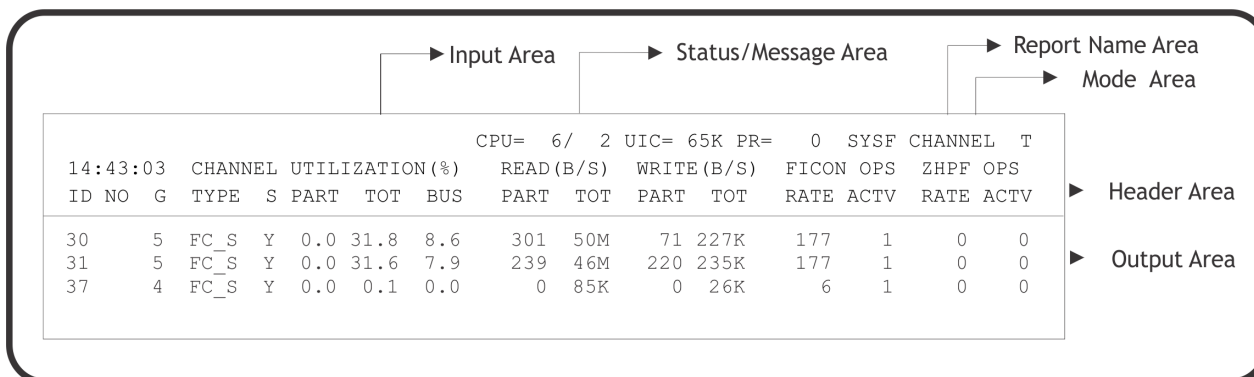 Input Area Status/Message Area Report Name Area
Mode Area
CPU= 6/ 2 UIC= 65K PR= 0 SYSF CHANNEL T
14:43:03 CHANNEL UTILIZATION(%) READ(B/S) WRITE(B/S) FICON OPS ZHPF OPS
ID NO G TYPE S PART TOT BUS PART TOT PART TOT RATE ACTV RATE ACTV
Header Area
30 5 FC_S Y 0.0 31.8 8.6 301 50M 71 227K 177 1 0 0
31 5 FC_S Y 0.0 31.6 7.9 239 46M 220 235K 177 1 0 0
Output Area
37 4 FC_S Y 0.0 0.1 0.0 0 85K 0 26K 6 1 0 0